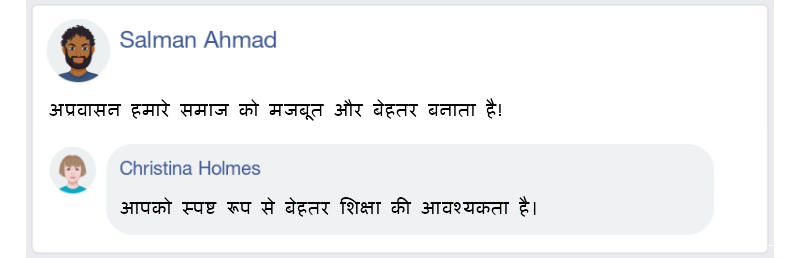 Salman Ahmad
अप्रवासन हमारे समाज को मजबूत और बेहतर बनाता है!
Christina Holmes
आपको स्पष्ट रूप से बेहतर शिक्षा की आवश्यकता है।